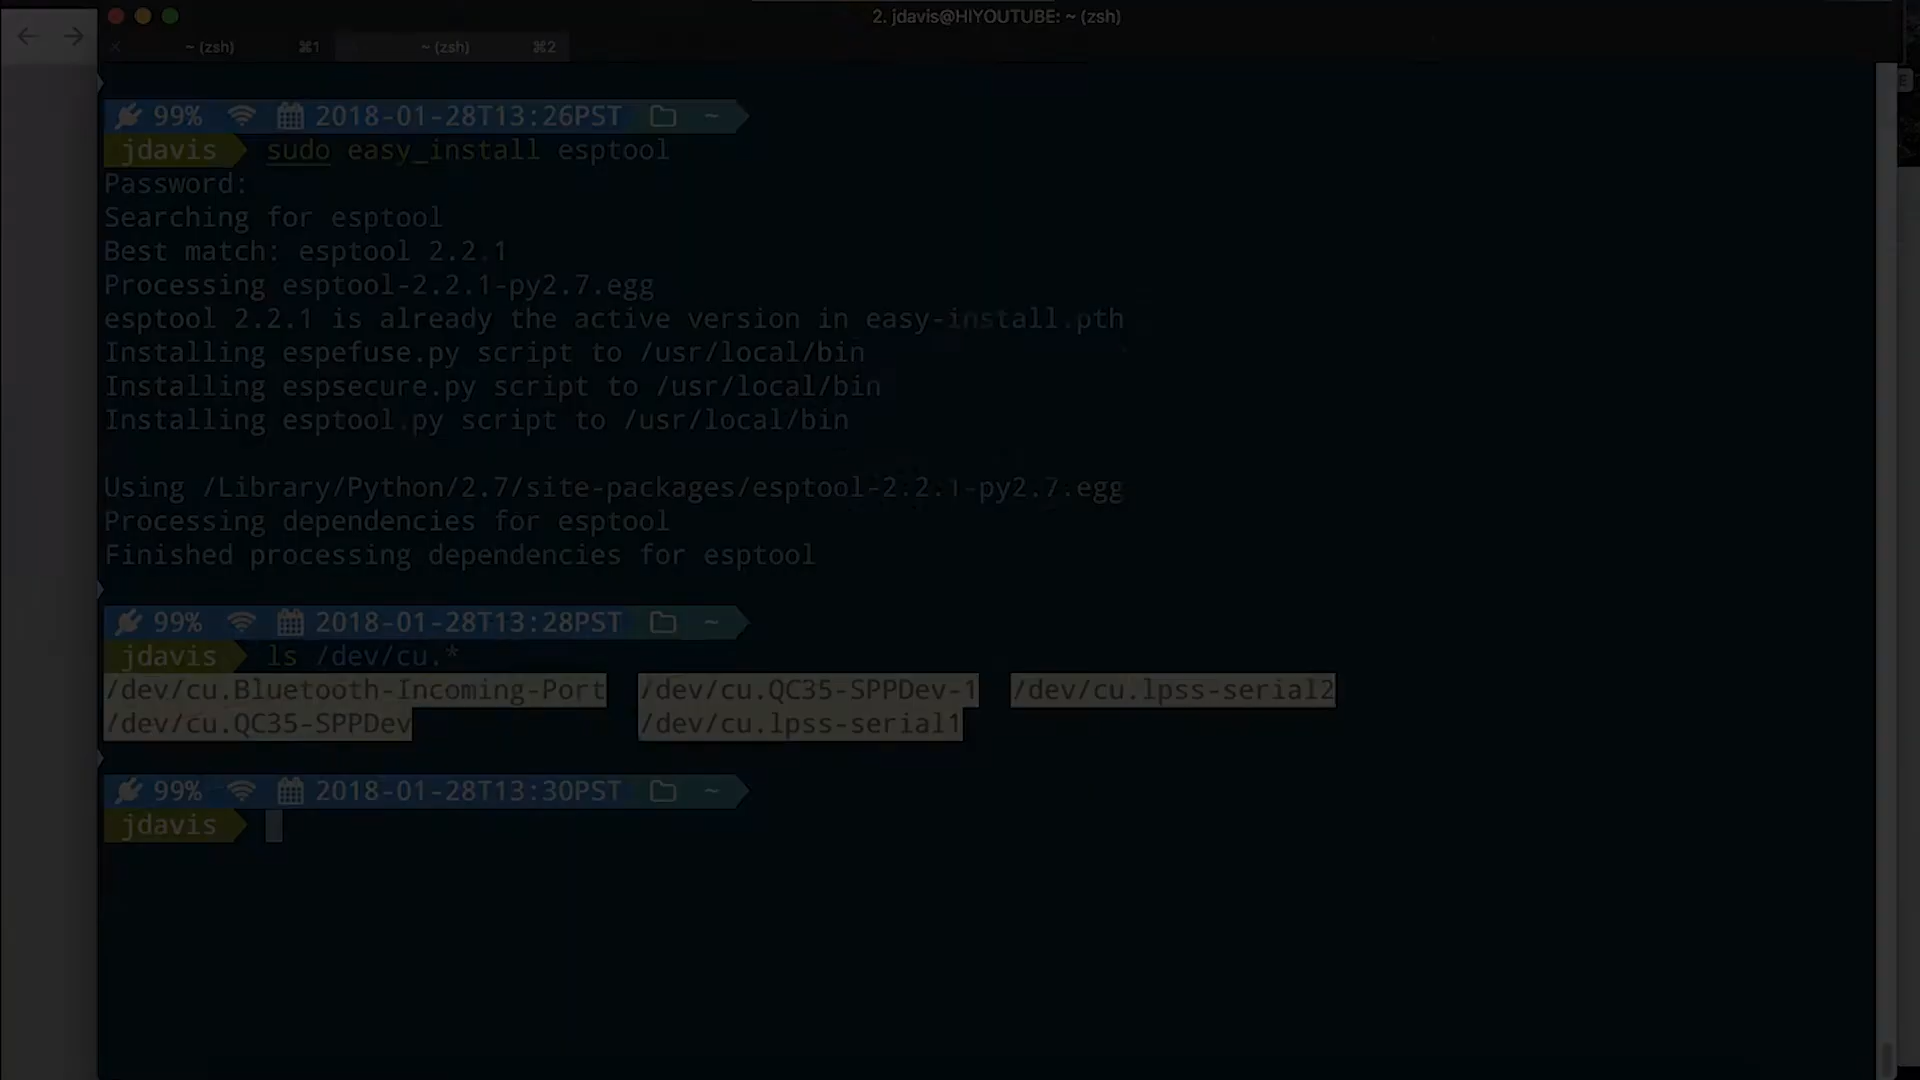 2. jdavis@HIYOUTUBE: ~ (zsh)
~ (zsh) ⌘1 ~ (zsh) ⌘2
99% 2018-01-28T13:26PST ~
jdavis sudo easy_install esptool
Password:
Searching for esptool
Best match: esptool 2.2.1
Processing esptool-2.2.1-py2.7.egg
esptool 2.2.1 is already the active version in easy-install.pth
Installing espefuse.py script to /usr/local/bin
Installing espsecure.py script to /usr/local/bin
Installing esptool.py script to /usr/local/bin
Using /Library/Python/2.7/site-packages/esptool-2.2.1-py2.7.egg
Processing dependencies for esptool
Finished processing dependencies for esptool
99% 2018-01-28T13:28PST ~
jdavis ls /dev/cu.*
/dev/cu.Bluetooth-Incoming-Port /dev/cu.QC35-SPPDev-1 /dev/cu.lpss-serial2
/dev/cu.QC35-SPPDev /dev/cu.lpss-serial1
99% 2018-01-28T13:30PST ~
jdavis